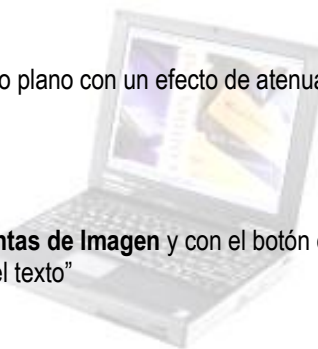 o plano con un efecto de atenua
ntas de Imagen y con el botón
el texto”